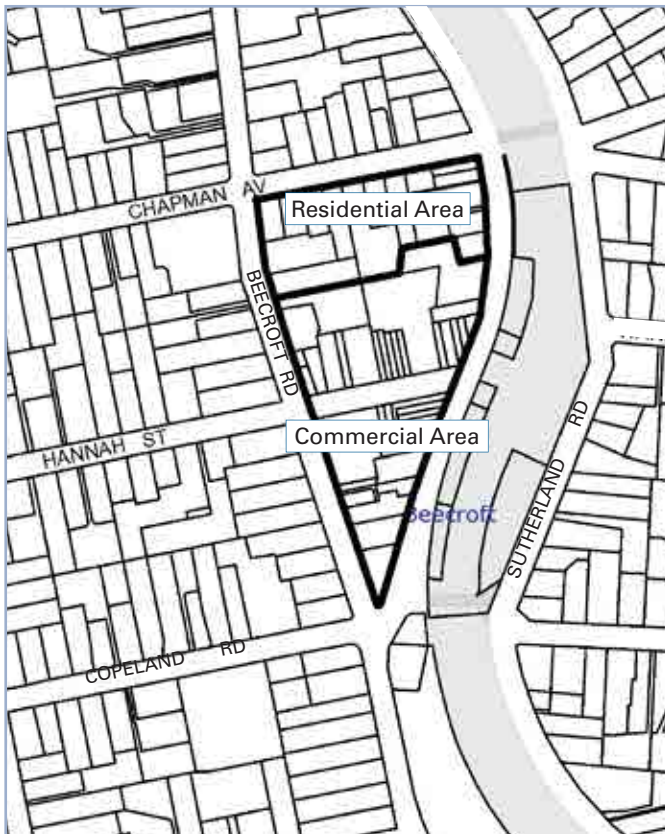 CHAPMAN AV
Residential Area
BEECROFT RD
HANNAH ST
Commercial Area
SUTHERLAND RD
Beecroft
COPELAND RD